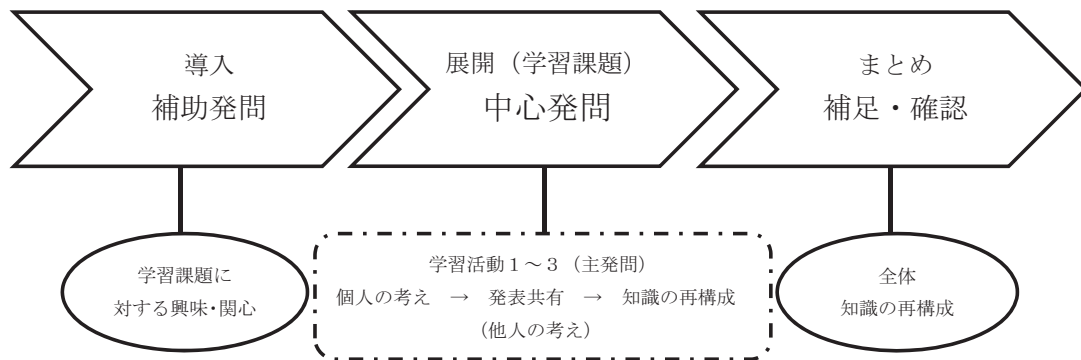 導入
補助発問
展開（学習課題）
中心発問
まとめ
補足・確認
学習課題に
対する興味・関心
学習活動１～３（主発問）
個人の考え　→　発表共有　→　知識の再構成
（他人の考え）
全体
知識の再構成